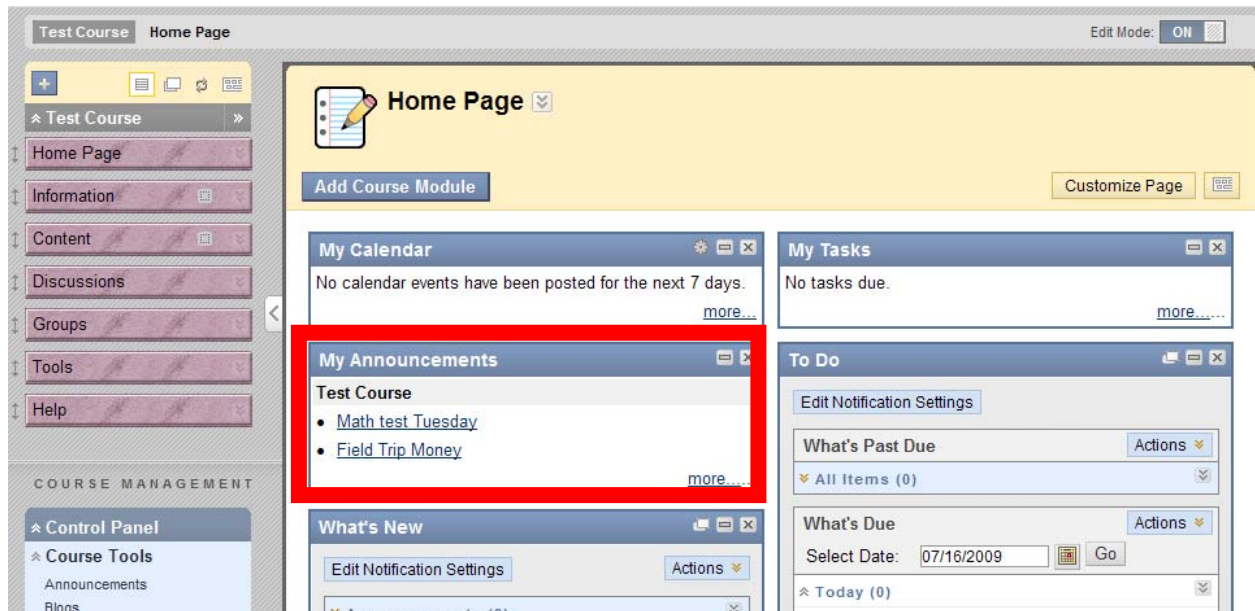 Test Course Home Page
Edit Mode: ON
Test Course
Home Page
Information
Content
Discussions
Groups
Tools
Help
COURSE MANAGEMENT
Control Panel
Course Tools
Announcements
Blogs
Home Page
Add Course Module
Customize Page
My Calendar
No calendar events have been posted for the next 7 days.
more...
My Announcements
Test Course
• Math test Tuesday
• Field Trip Money
more......
What's New
Edit Notification Settings
Actions
My Tasks
No tasks due.
more......
To Do
Edit Notification Settings
What's Past Due
Actions
All Items (0)
What's Due
Actions
Select Date: 07/16/2009 Go
Today (0)